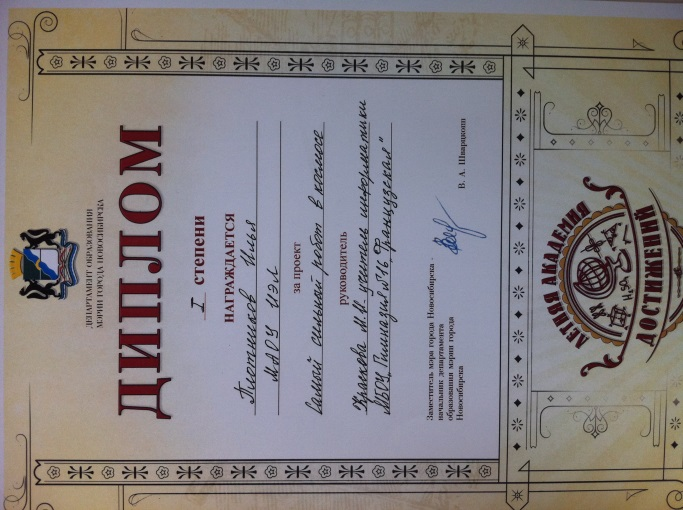 ДЕПАРТАМЕНТ ОБРАЗОВАНИЯ
МЭРИИ ГОРОДА НОВОСИБИРСКА
ДИПЛОМ
I степени
НАГРАЖДАЕТСЯ
Плотников Илья
МАОУ ИЭЛ
за проект
Самый сильный робот в космосе
руководитель
М.И. учитель информатики
МБОУ Гимназия №16 "Французская"
Заместитель мэра города Новосибирска -
начальник департамента
образования мэрии города
Новосибирска
В. А. Шварцкопп
ЛЕТНЯЯ АКАДЕМИЯ
ДОСТИЖЕНИЙ